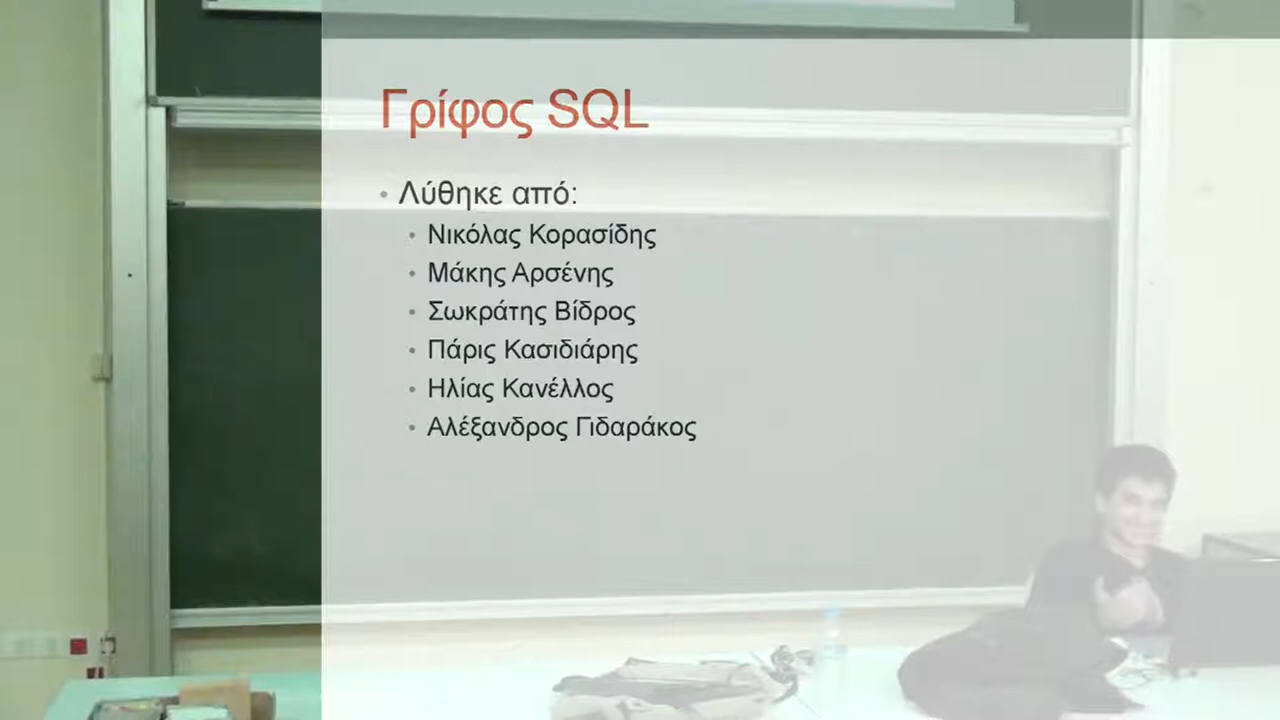 Γρίφος SQL
Λύθηκε από:
Νικόλας Κορασίδης
Μάκης Αρσένης
Σωκράτης Βίδρος
Πάρις Κασιδιάρης
Ηλίας Κανέλλος
Αλέξανδρος Γιδαράκος